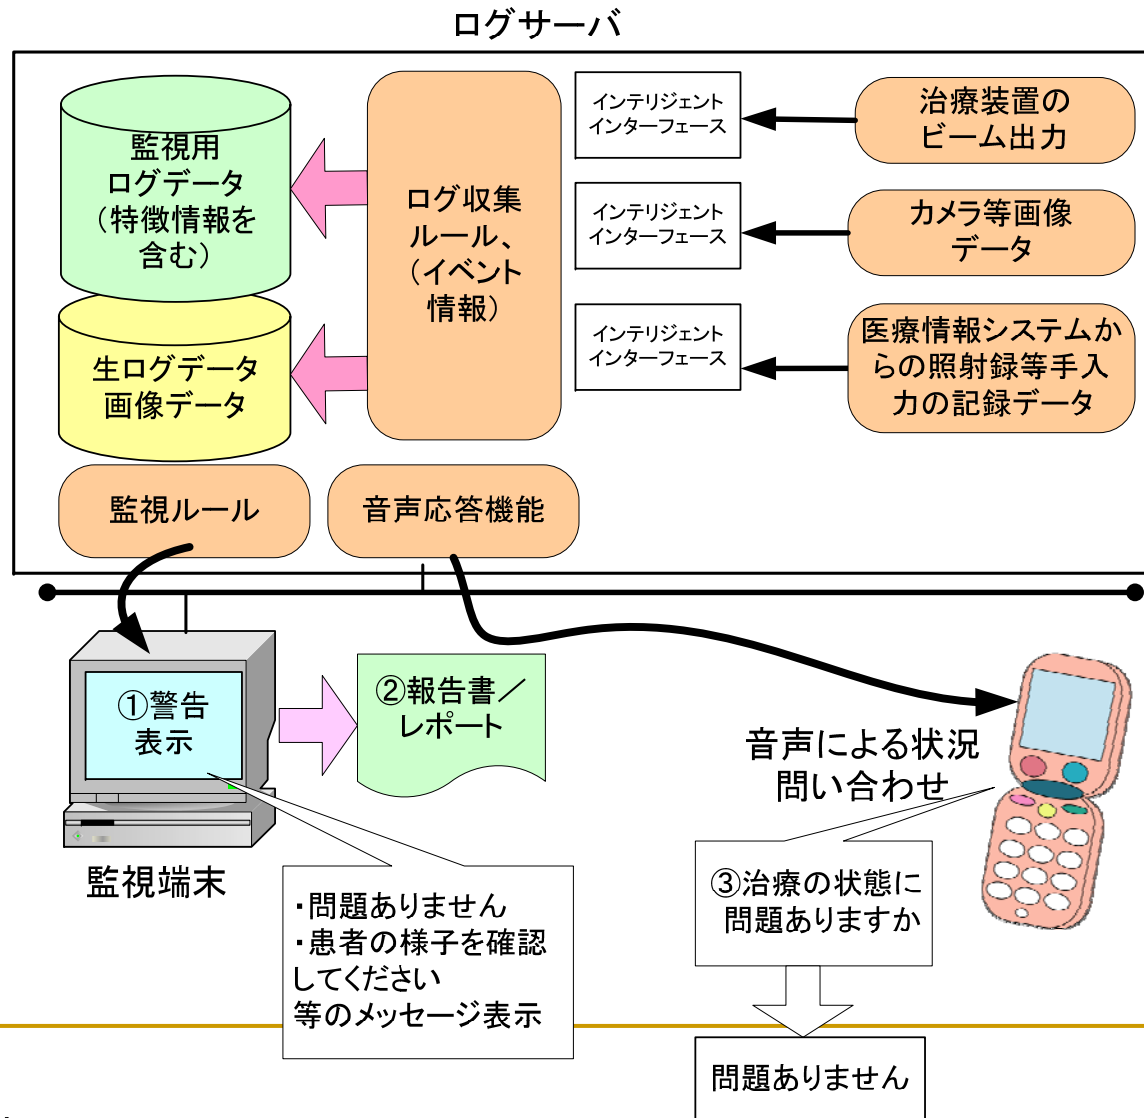 ログサーバ
監視用
ログデータ
（特徴情報を
含む）
生ログデータ
画像データ
ログ収集
ルール、
（イベント
情報）
インテリジェント
インターフェース
治療装置の
ビーム出力
インテリジェント
インターフェース
カメラ等画像
データ
インテリジェント
インターフェース
医療情報システムか
らの照射録等手入
力の記録データ
監視ルール
音声応答機能
①警告
表示
②報告書／
レポート
監視端末
・問題ありません
・患者の様子を確認
してください
等のメッセージ表示
音声による状況
問い合わせ
③治療の状態に
問題ありますか
問題ありません